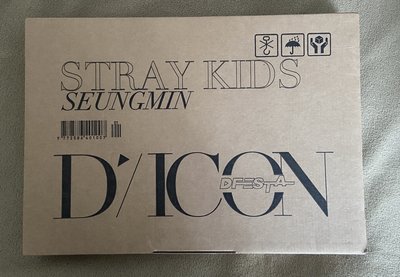 STRAY KIDS
SEUNGMIN
D'/ICON
DFESTA